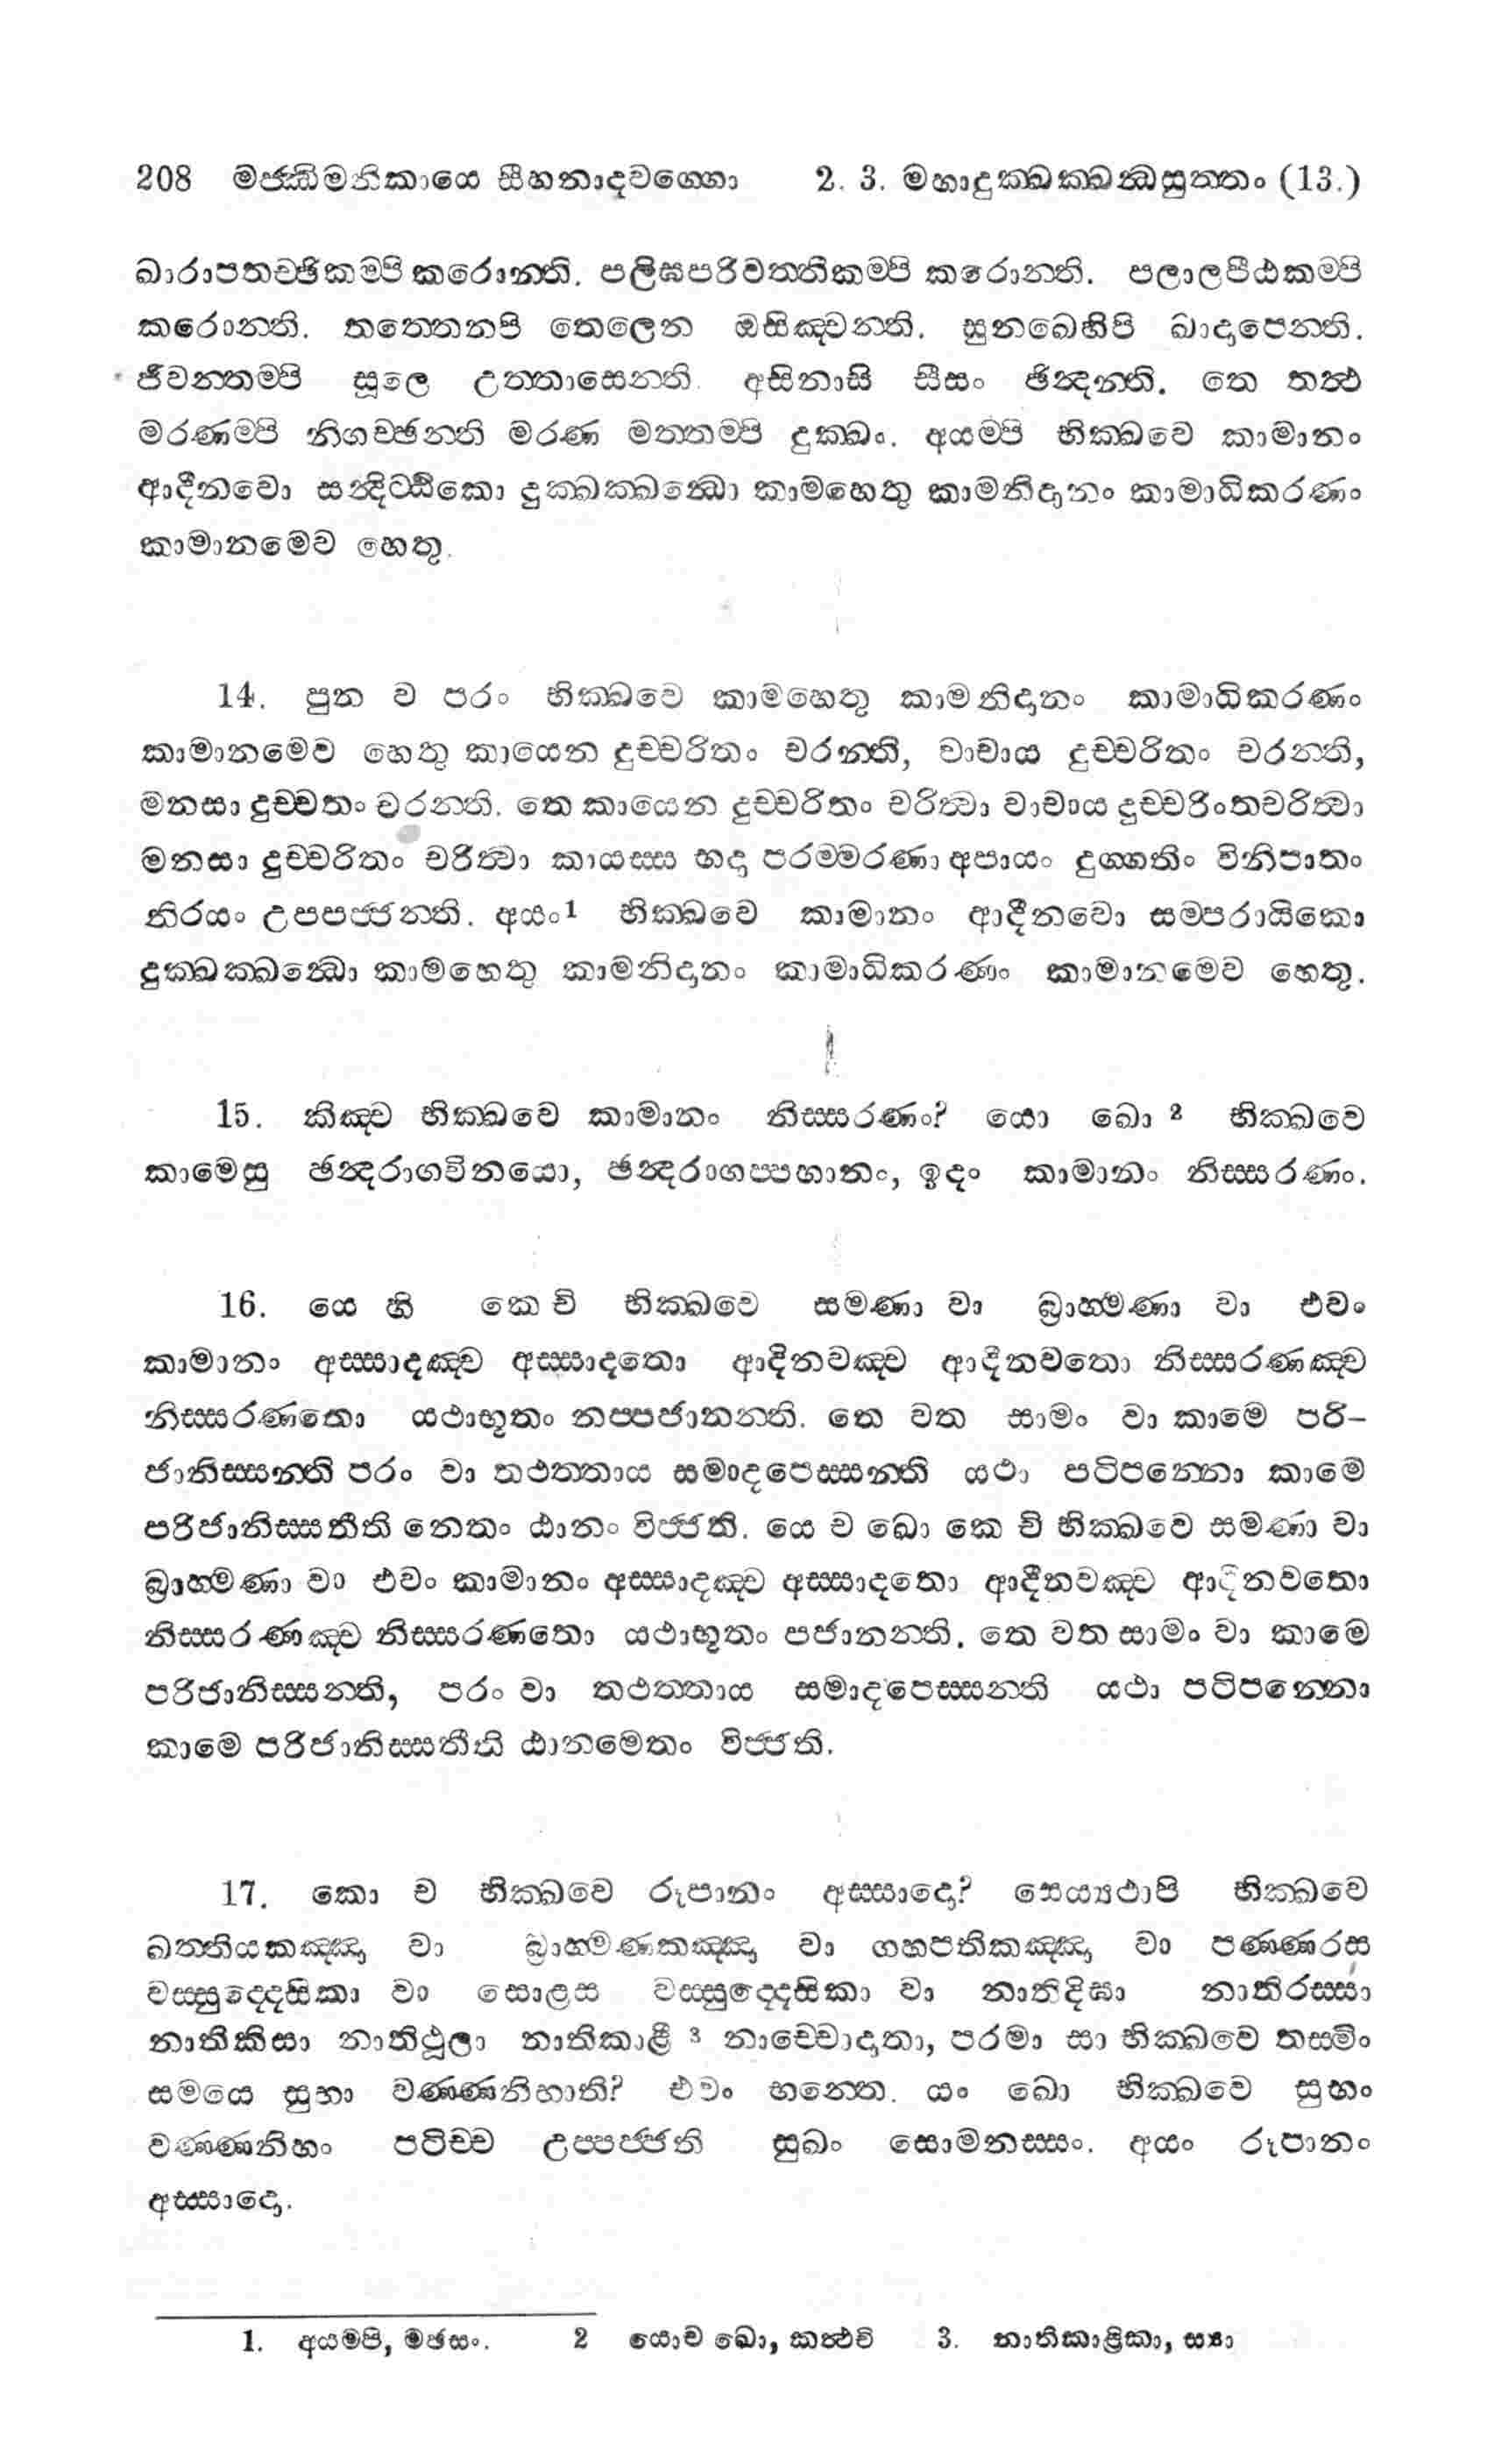 208 මජ්ඣිමනිකායෙ සීහනාදවග්ගො 2. 3. මහාදුක්ඛක්ඛන්ධසුත්තං (13.)
ඛාරාපතච්ඡිකම්පි කරොන්ති. පලිඝපරිවත්තිකම්පි කරොන්ති. පලාලපීඨකම්පි
කරොන්ති. තත්තෙනපි තෙලෙන ඔසිඤ්චන්ති. සුනඛෙහිපි ඛාදාපෙන්ති.
ජීවන්තම්පි සූලෙ උත්තාසෙන්ති. අසිනාසි සීසං ඡින්දන්ති. තෙ තත්ථ
මරණම්පි නිගච්ඡන්ති මරණ මත්තම්පි දුක්ඛං. අයම්පි භික්ඛවෙ කාමානං
ආදීනවො සන්දිට්ඨිකො දුක්ඛක්ඛන්ධො කාමහෙතු කාමනිදානං කාමාධිකරණං
කාමානමෙව හෙතු.
14. පුන ච පරං භික්ඛවෙ කාමහෙතු කාමනිදානං කාමාධිකරණං
කාමානමෙව හෙතු කායෙන දුච්චරිතං චරන්ති, වාචාය දුච්චරිතං චරන්ති,
මනසා දුච්චතං චරන්ති. තෙ කායෙන දුච්චරිතං චරිත්වා වාචාය දුච්චරිංතචරිත්වා
මනසා දුච්චරිතං චරිත්වා කායස්ස භදා පරම්මරණා අපායං දුග්ගතිං විනිපාතං
නිරයං උපපජ්ජන්ති. අයං1 භික්ඛවෙ කාමානං ආදීනවො සම්පරායිකො
දුක්ඛක්ඛන්ධො කාමහෙතු කාමනිදානං කාමාධිකරණං කාමානමෙව හෙතු.
15. කිඤ්ච භික්ඛවෙ කාමානං නිස්සරණං? යො ඛො 2 භික්ඛවෙ
කාමෙසු ඡන්දරාගවිනයො, ඡන්දරාගප්පහානං, ඉදං කාමානං නිස්සරණං.
16. යෙ හි කෙ චි භික්ඛවෙ සමණා වා බ්‍රාහ්මණා වා එවං
කාමානං අස්සාදඤ්ච අස්සාදතො ආදිනවඤ්ච ආදීනවතො නිස්සරණඤ්ච
නිස්සරණතො යථාභූතං නප්පජානන්ති. තෙ වත සාමං වා කාමෙ පරි-
ජානිස්සන්ති පරං වා තථත්තාය සමාදපෙස්සන්ති යථා පටිපන්නො කාමෙ
පරිජානිස්සතීති නෙතං ඨානං විජ්ජති. යෙ ච ඛො කෙ චි භික්ඛවෙ සමණා වා
බ්‍රාහ්මණා වා එවං කාමානං අස්සාදඤ්ච අස්සාදතො ආදීනවඤ්ච ආදීනවතො
නිස්සරණඤ්ච නිස්සරණතො යථාභූතං පජානන්ති. තෙ වත සාමං වා කාමෙ
පරිජානිස්සන්ති, පරං වා තථත්තාය සමාදපෙස්සන්ති යථා පටිපන්නො
කාමෙ පරිජානිස්සතීති ඨානමෙතං විජ්ජති.
17. කො ච භික්ඛවෙ රූපානං අස්සාදො? සෙය්‍යථාපි භික්ඛවෙ
ඛත්තියකඤ්ඤා වා බ්‍රාහ්මණකඤ්ඤා වා ගහපතිකඤ්ඤා වා පණ්ණරස
වස්සුද්දෙසිකා වා සොළස වස්සුද්දෙසිකා වා නාතිදිඝා නාතිරස්සා
නාතිකිසා නාතිථූලා නාතිකාළී 3 නාච්චොදාතා, පරමා සා භික්ඛවෙ තස්මිං
සමයෙ සුභා වණ්ණනිභාති? එවං භන්තෙ. යං ඛො භික්ඛවෙ සුභං
වණ්ණනිභං පටිච්ච උප්පජ්ජති සුඛං සොමනස්සං. අයං රූපානං
අස්සාදො.
1. අයම්පි, මඡසං. 2 යොච ඛො, කත්ථචි 3. නාතිකාළිකා, ස්‍යා